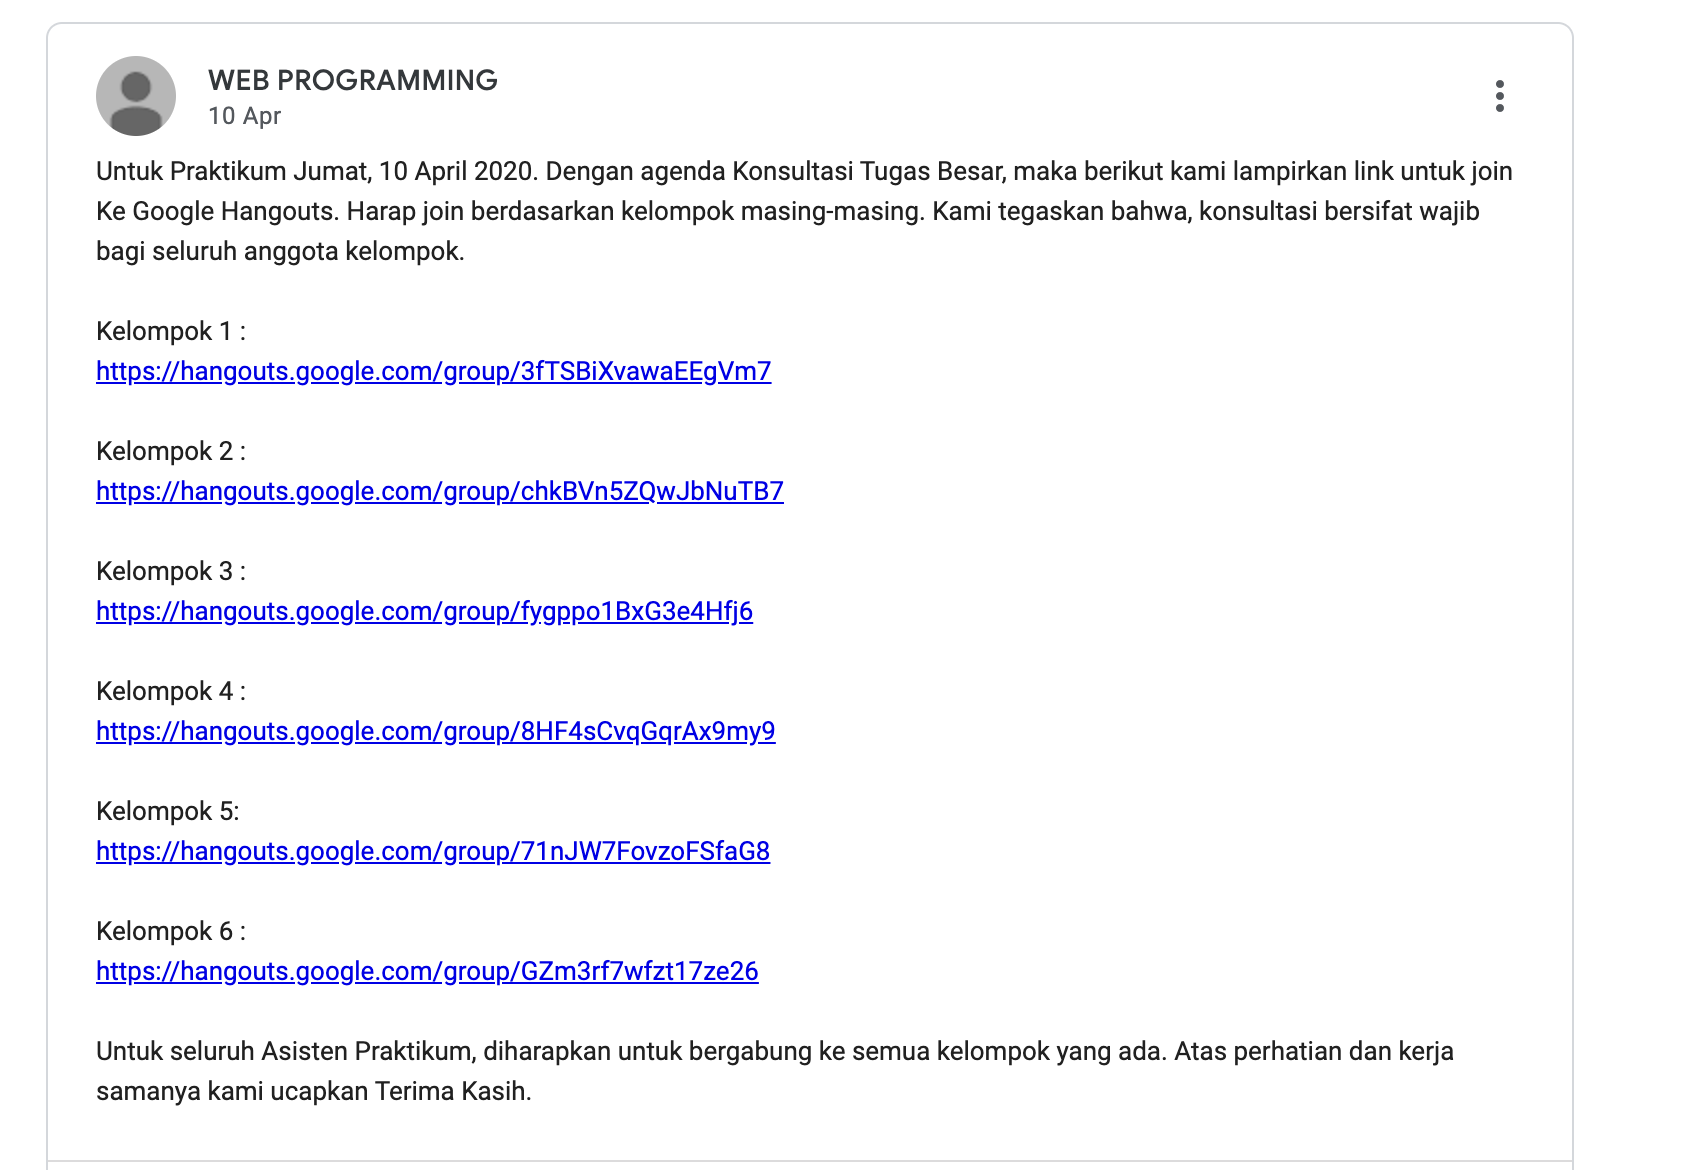 WEB PROGRAMMING
10 Apr
Untuk Praktikum Jumat, 10 April 2020. Dengan agenda Konsultasi Tugas Besar, maka berikut kami lampirkan link untuk join
Ke Google Hangouts. Harap join berdasarkan kelompok masing-masing. Kami tegaskan bahwa, konsultasi bersifat wajib
bagi seluruh anggota kelompok.
Kelompok 1 :
https://hangouts.google.com/group/3fTSBiXvawaEEgVm7
Kelompok 2 :
https://hangouts.google.com/group/chkBVn5ZQwJbNuTB7
Kelompok 3 :
https://hangouts.google.com/group/fygppo1BxG3e4Hfj6
Kelompok 4 :
https://hangouts.google.com/group/8HF4sCvqGqrAx9my9
Kelompok 5:
https://hangouts.google.com/group/71nJW7FovzoFSfaG8
Kelompok 6 :
https://hangouts.google.com/group/GZm3rf7wfzt17ze26
Untuk seluruh Asisten Praktikum, diharapkan untuk bergabung ke semua kelompok yang ada. Atas perhatian dan kerja
samanya kami ucapkan Terima Kasih.